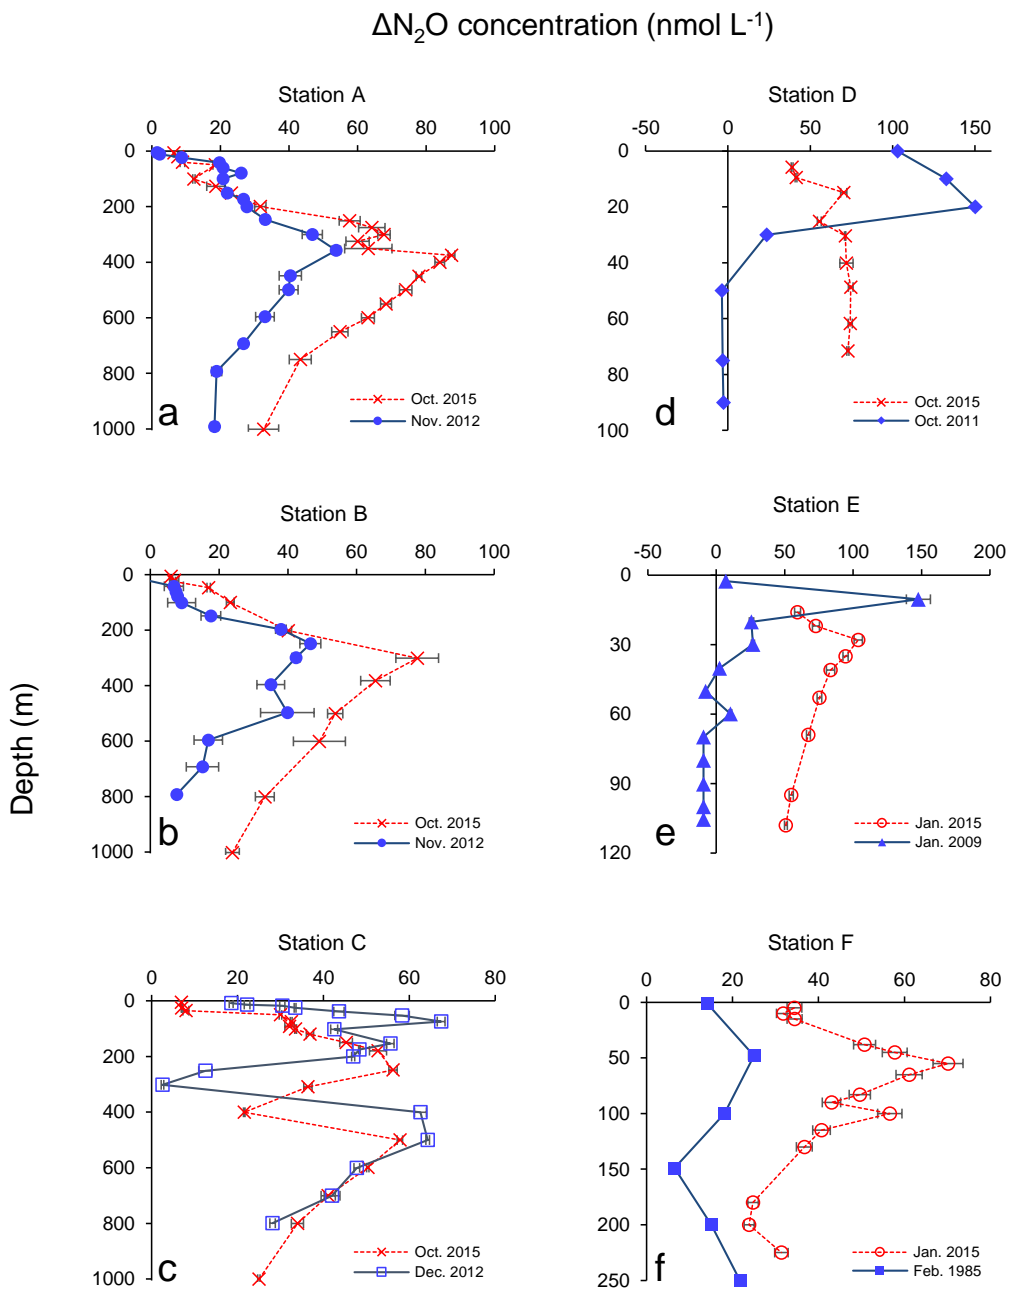 ΔN₂O concentration (nmol L⁻¹)
Depth (m)
Station A
0 20 40 60 80 100
0
200
400
600
800
1000
a
Oct. 2015
Nov. 2012
Station D
-50 0 50 100 150
0
20
40
60
80
100
d
Oct. 2015
Oct. 2011
Station B
0 20 40 60 80 100
0
200
400
600
800
1000
b
Oct. 2015
Nov. 2012
Station E
-50 0 50 100 150 200
0
30
60
90
120
e
Jan. 2015
Jan. 2009
Station C
0 20 40 60 80
0
200
400
600
800
1000
c
Oct. 2015
Dec. 2012
Station F
0 20 40 60 80
0
50
100
150
200
250
f
Jan. 2015
Feb. 1985